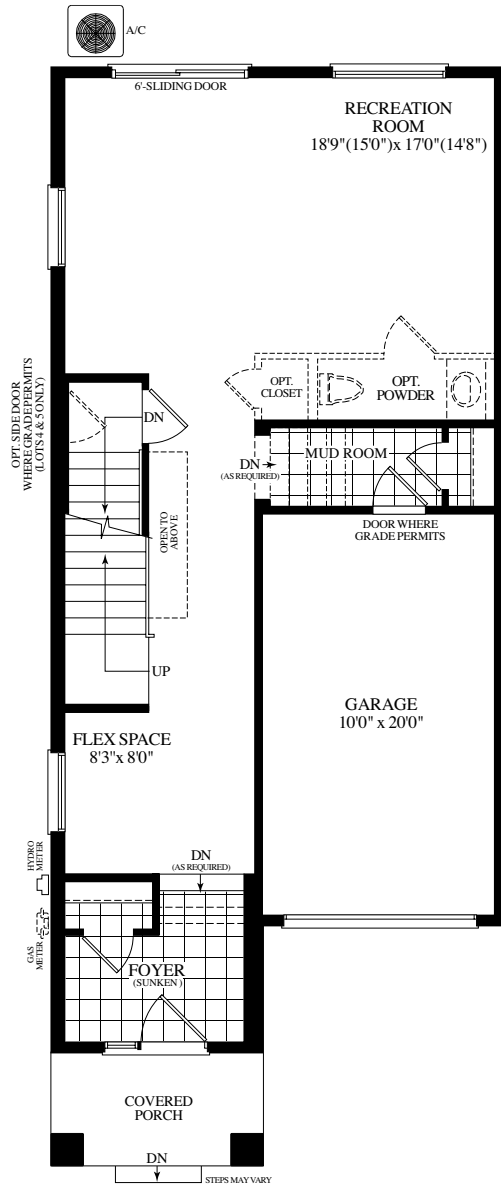 A/C
6'-SLIDING DOOR
RECREATION
ROOM
18'9"(15'0")x 17'0"(14'8")
OPT. SIDE DOOR
WHERE GRADE PERMITS
(LOTS 4 & 5 ONLY)
OPT.
CLOSET
OPT.
POWDER
DN
DN
(AS REQUIRED)
MUD ROOM
DOOR WHERE
GRADE PERMITS
OPEN TO
ABOVE
UP
GARAGE
10'0" x 20'0"
FLEX SPACE
8'3"x 8'0"
HYDRO
METER
GAS
METER
DN
(AS REQUIRED)
FOYER
(SUNKEN )
COVERED
PORCH
DN
STEPS MAY VARY